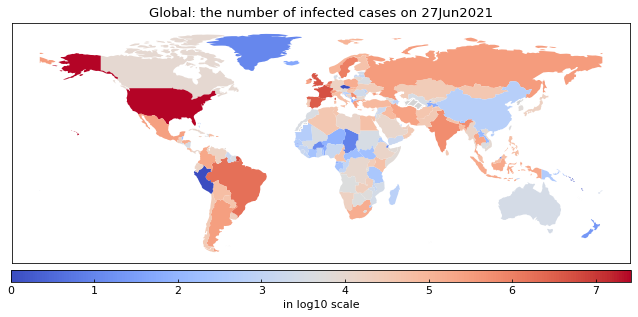 Global: the number of infected cases on 27Jun2021
0 1 2 3 4 5 6 7
in log10 scale